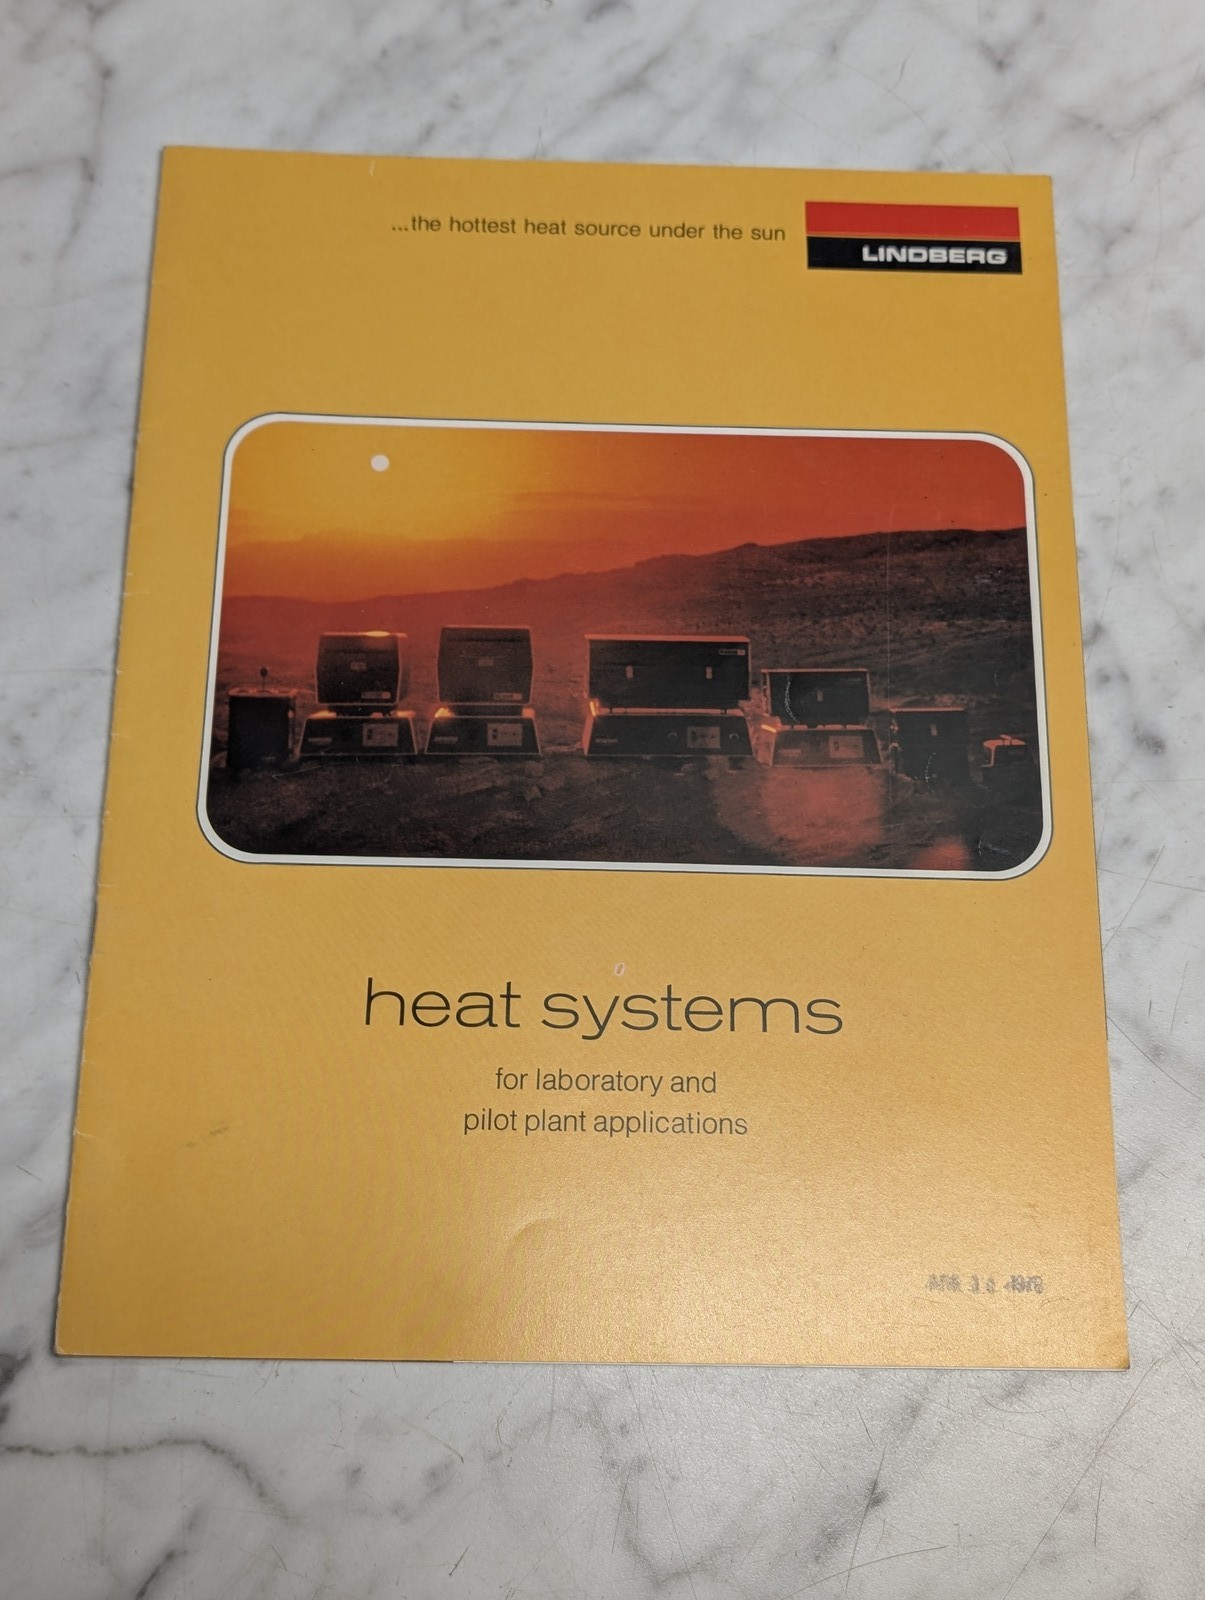 ...the hottest heat source under the sun
LINDBERG
heat systems
for laboratory and
pilot plant applications